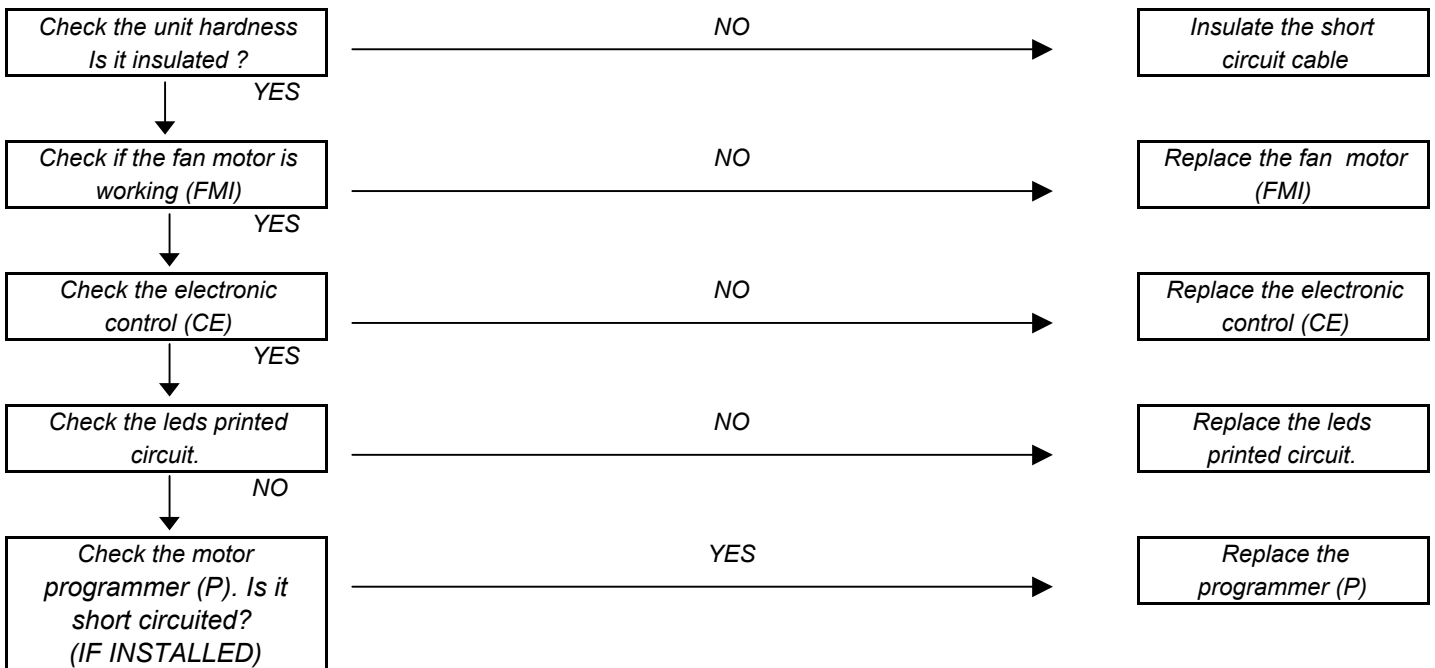 Check the unit hardness
Is it insulated ?
NO
Insulate the short
circuit cable
YES
Check if the fan motor is
working (FMI)
NO
Replace the fan motor
(FMI)
YES
Check the electronic
control (CE)
NO
Replace the electronic
control (CE)
YES
Check the leds printed
circuit.
NO
Replace the leds
printed circuit.
NO
Check the motor
programmer (P). Is it
short circuited?
(IF INSTALLED)
YES
Replace the
programmer (P)